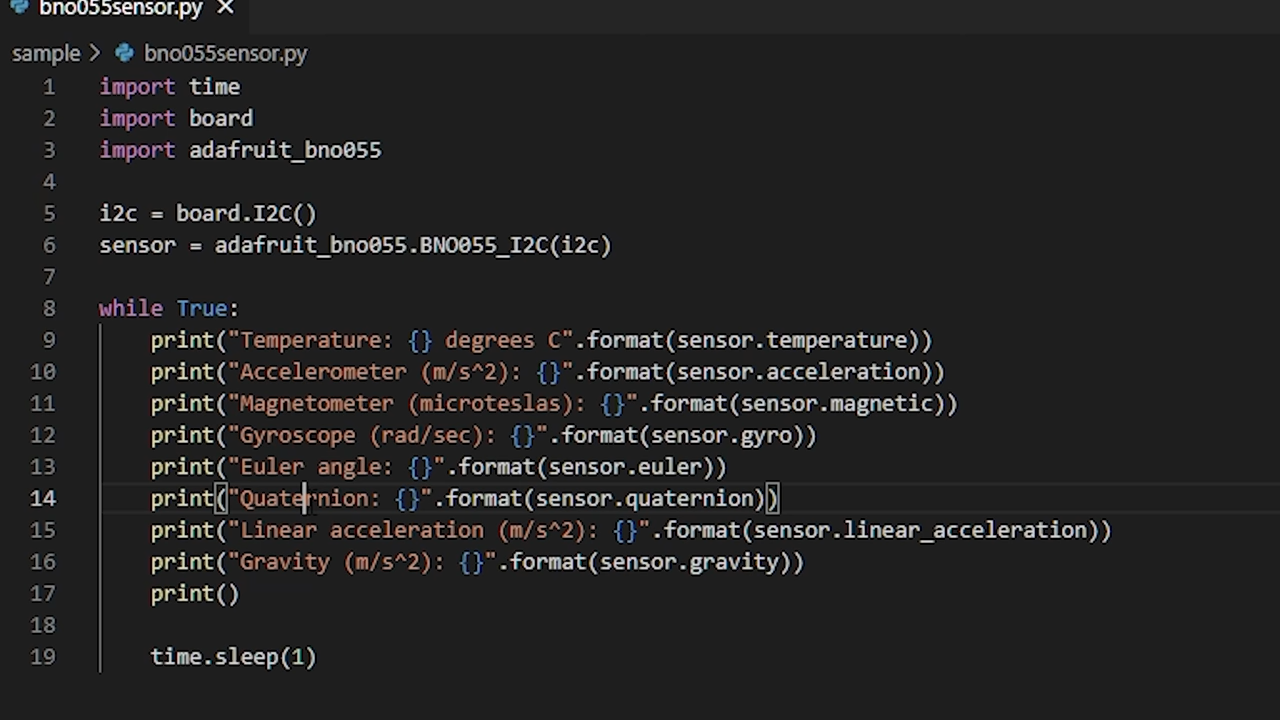 bno055sensor.py
sample > bno055sensor.py
1 import time
2 import board
3 import adafruit_bno055
4
5 i2c = board.I2C()
6 sensor = adafruit_bno055.BNO055_I2C(i2c)
7
8 while True:
9     print("Temperature: {} degrees C".format(sensor.temperature))
10     print("Accelerometer (m/s^2): {}".format(sensor.acceleration))
11     print("Magnetometer (microteslas): {}".format(sensor.magnetic))
12     print("Gyroscope (rad/sec): {}".format(sensor.gyro))
13     print("Euler angle: {}".format(sensor.euler))
14     print("Quaternion: {}".format(sensor.quaternion))
15     print("Linear acceleration (m/s^2): {}".format(sensor.linear_acceleration))
16     print("Gravity (m/s^2): {}".format(sensor.gravity))
17     print()
18
19     time.sleep(1)